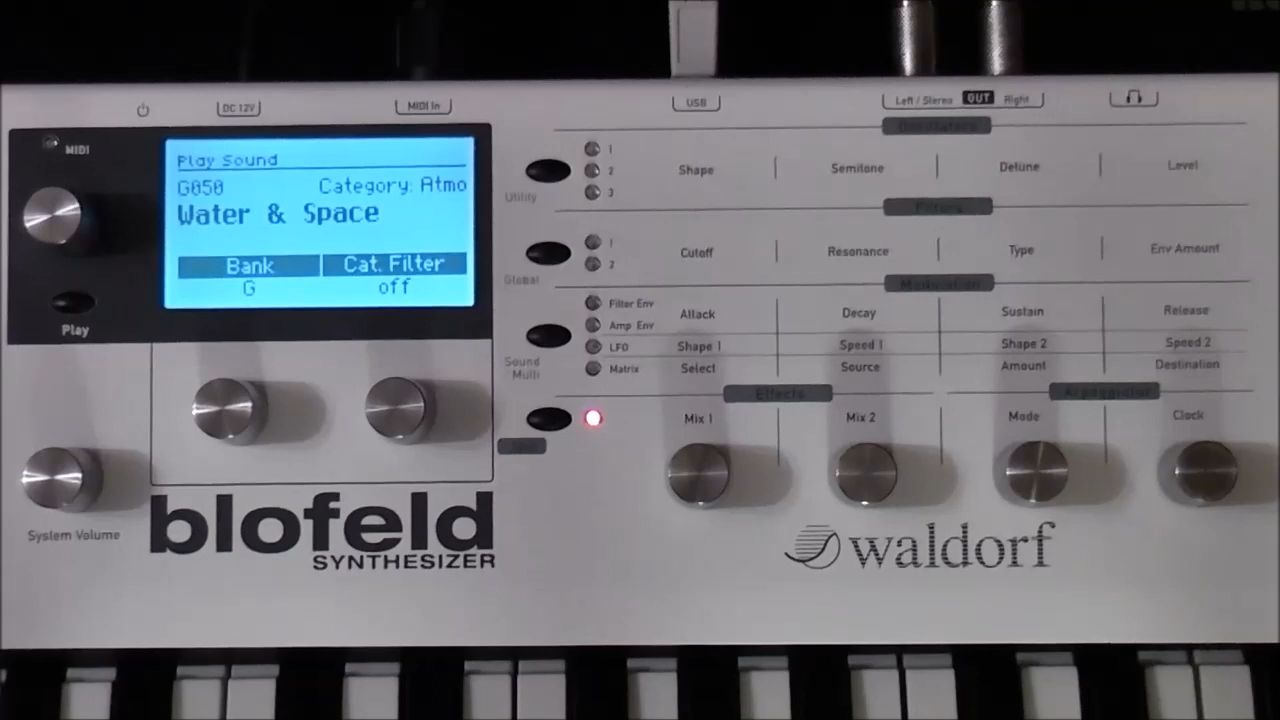 DC 12V
MIDI In
USB
Left / Stereo OUT Right
MIDI
Play Sound
G050 Category: Atmo
Water & Space
Bank Cat. Filter
G off
Play
System Volume
blofeld
SYNTHESIZER
Utility
Global
Sound
Multi
Oscillators
1
2
3
Shape Semitone Detune Level
Filters
1
2
Cutoff Resonance Type Env Amount
Modulation
Filter Env
Amp Env
Attack Decay Sustain Release
LFO Shape 1 Speed 1 Shape 2 Speed 2
Matrix Select Source Amount Destination
Effects Arpeggiator
Mix 1 Mix 2 Mode Clock
waldorf